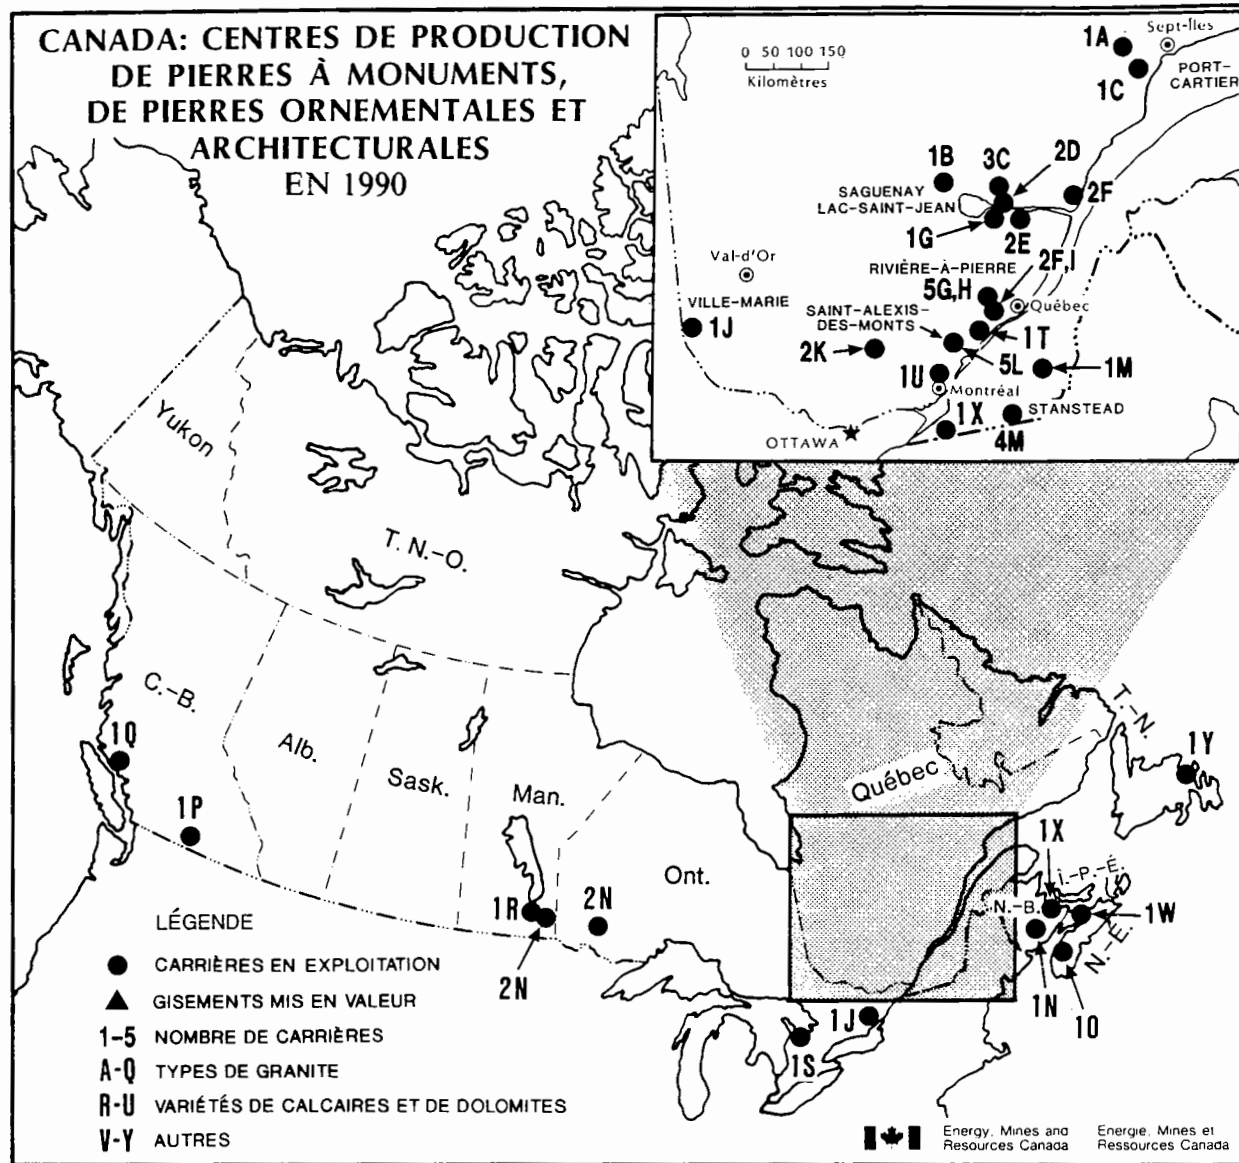 CANADA: CENTRES DE PRODUCTION
DE PIERRES À MONUMENTS,
DE PIERRES ORNEMENTALES ET
ARCHITECTURALES
EN 1990
0 50 100 150
Kilomètres
1A
Sept-Îles
1C
PORT-
CARTIER
1B
3C
2D
2F
SAGUENAY
LAC-SAINT-JEAN
1G
2E
Val-d'Or
RIVIÈRE-À-PIERRE
2F,I
5G,H
Québec
VILLE-MARIE
1J
SAINT-ALEXIS-
DES-MONTS
1T
2K
5L
1M
1U
Montréal
1X
STANSTEAD
4M
OTTAWA
Yukon
T.N.-O.
C.-B.
Alb.
Sask.
Man.
Ont.
Québec
T.-N.
1Q
1P
1Y
1R
2N
2N
1X
Î.-P.-É.
N.-B.
1W
N.-É.
1N
1O
1J
1S
LÉGENDE
CARRIÈRES EN EXPLOITATION
GISEMENTS MIS EN VALEUR
1-5 NOMBRE DE CARRIÈRES
A-Q TYPES DE GRANITE
R-U VARIÉTÉS DE CALCAIRES ET DE DOLOMITES
V-Y AUTRES
Energy, Mines and
Resources Canada
Énergie, Mines et
Ressources Canada